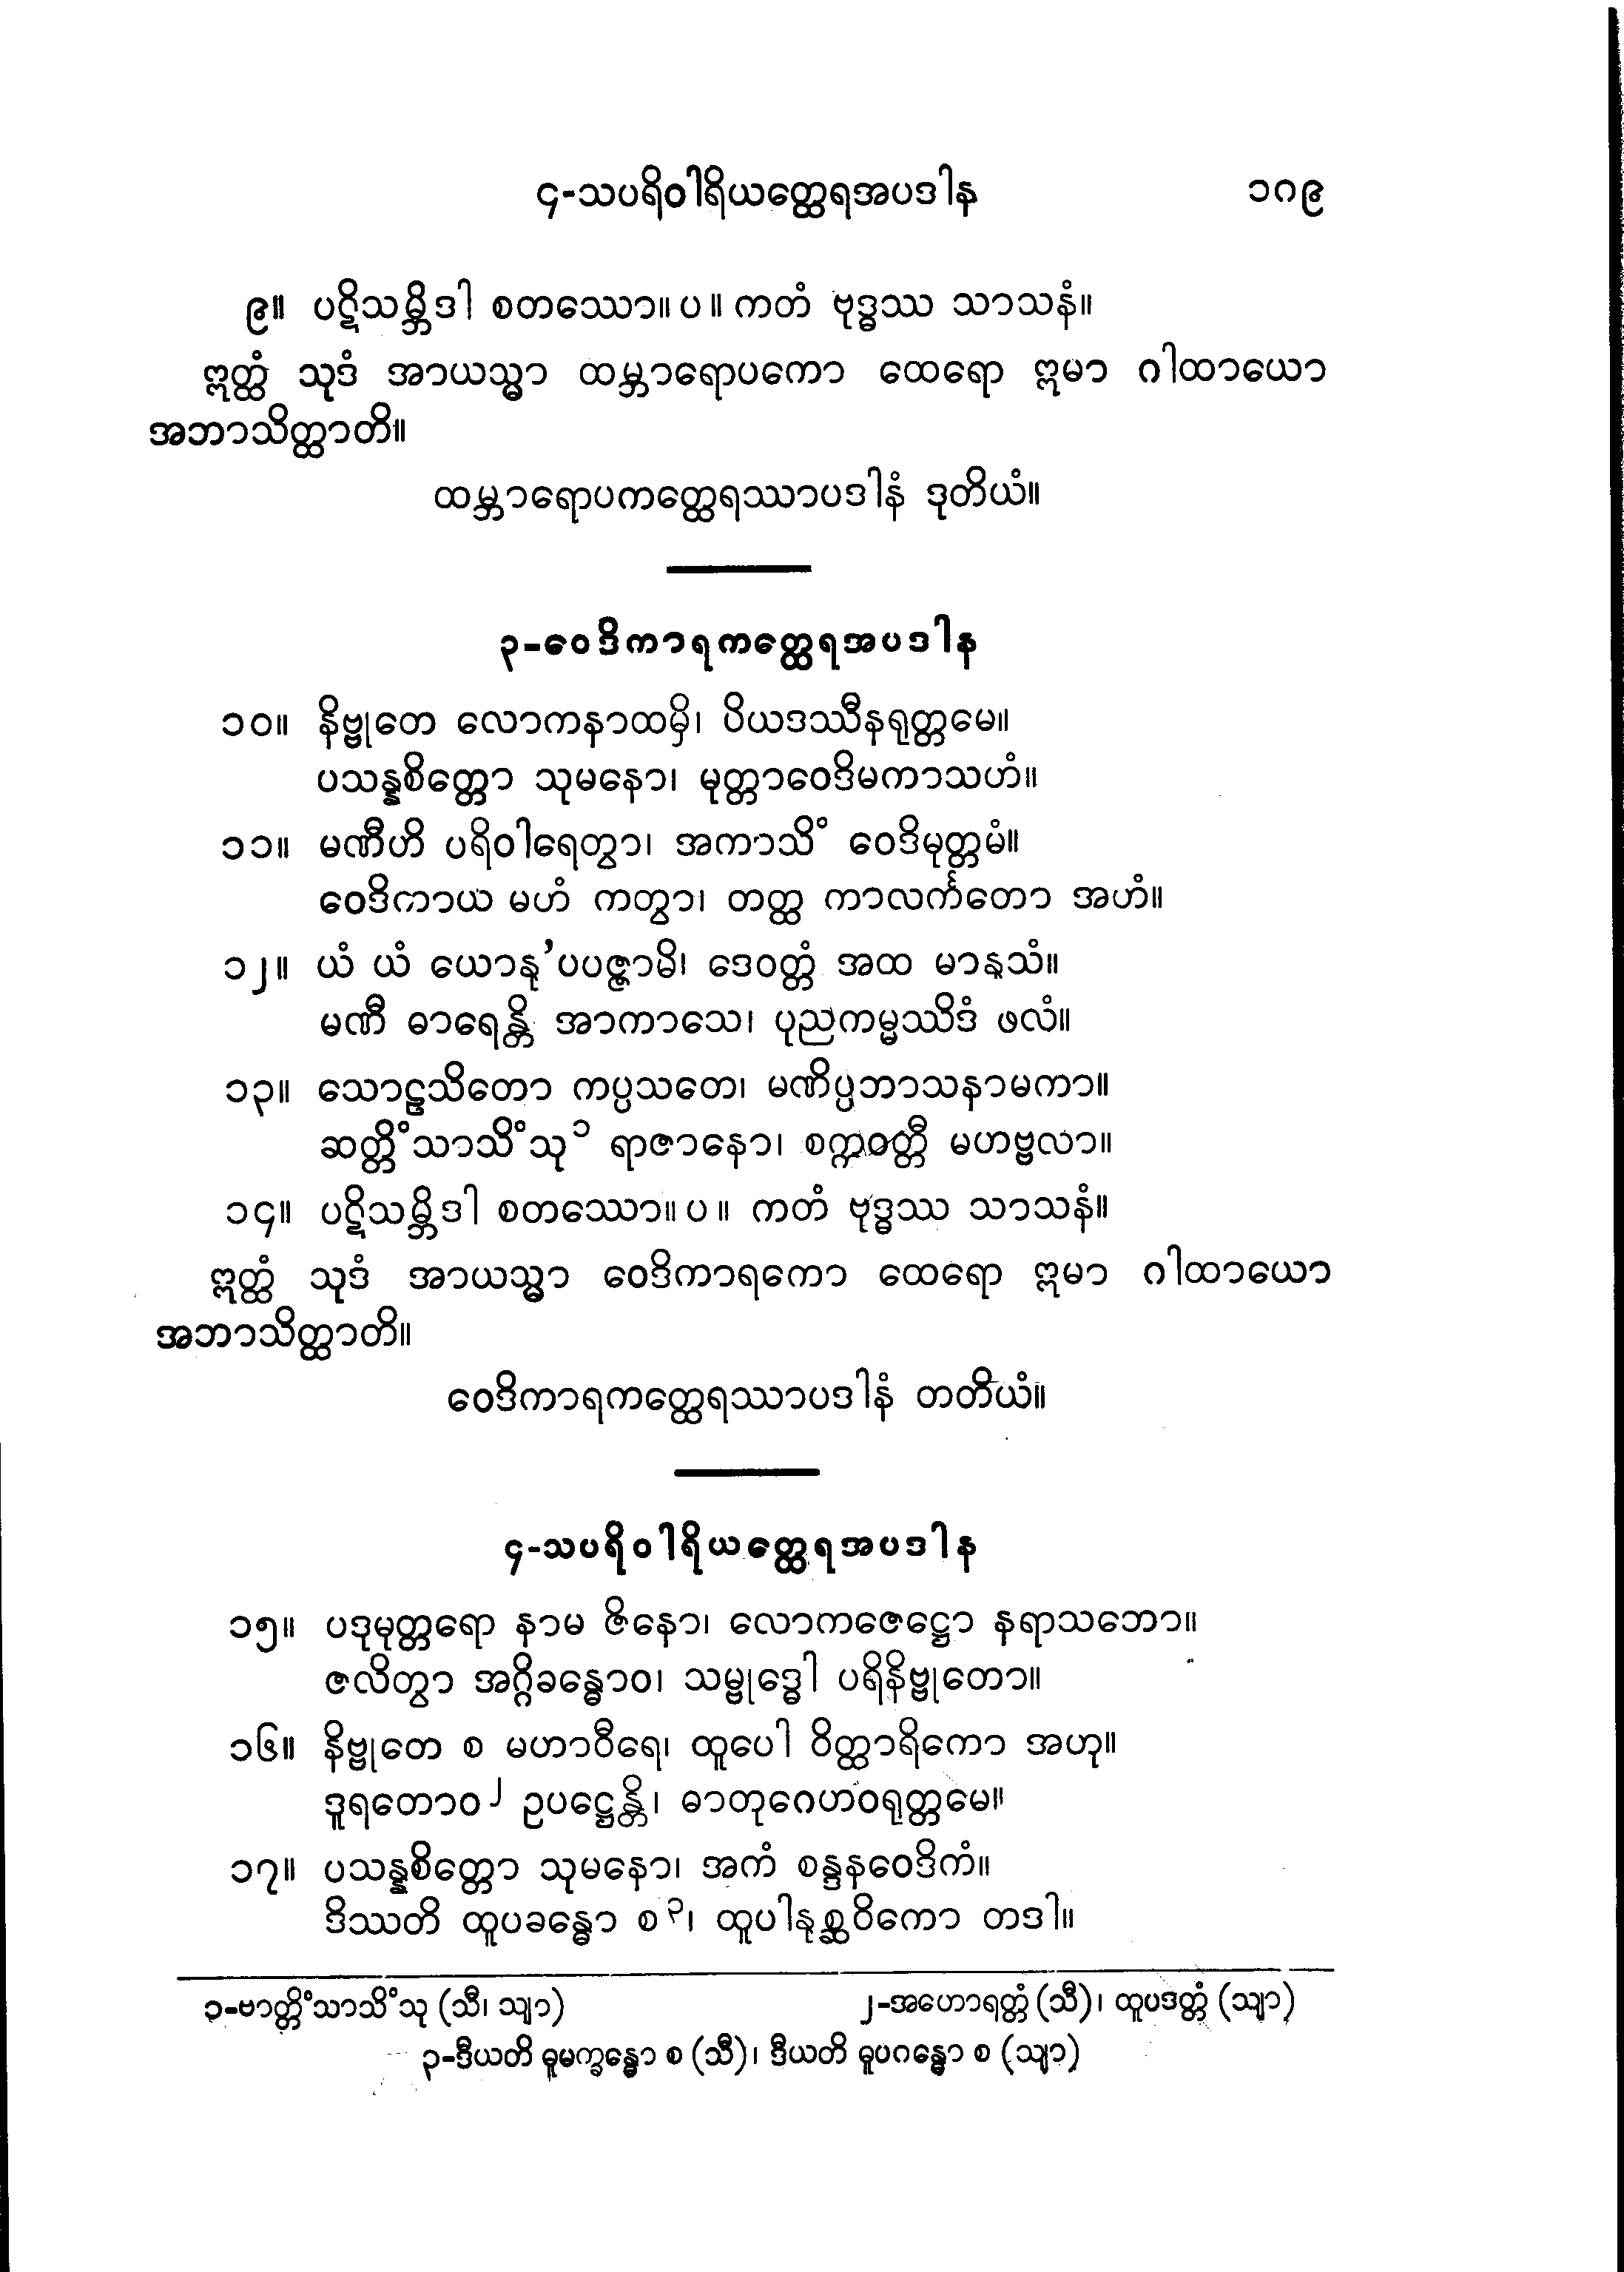 ၄-သပရိဝါရိယတ္ထေရအပဒါန ၁၈၉
၉။ ပဋိသမ္ဘိဒါ စတဿော။ ပ ။ ကတံ ဗုဒ္ဓဿ သာသနံ။
ဣတ္ထံ သုဒံ အာယသ္မာ ထမ္ဘာရောပကော ထေရော ဣမာ ဂါထာယော
အဘာသိတ္ထာတိ။
ထမ္ဘာရောပကတ္ထေရဿာပဒါနံ ဒုတိယံ။
၃-ဝေဒိကာရကတ္ထေရအပဒါန
၁၀။ နိဗ္ဗုတေ လောကနာထမှိ၊ ပိယဒဿီနရုတ္တမေ။
ပသန္နစိတ္တော သုမနော၊ မုတ္တာဝေဒိမကာသဟံ။
၁၁။ မဏီဟိ ပရိဝါရေတွာ၊ အကာသိံ ဝေဒိမုတ္တမံ။
ဝေဒိကာယ မဟံ ကတွာ၊ တတ္ထ ကာလင်္ကတော အဟံ။
၁၂။ ယံ ယံ ယောနု’ပပဇ္ဇာမိ၊ ဒေဝတ္တံ အထ မာနုသံ။
မဏီ ဓာရေန္တိ အာကာသေ၊ ပုညကမ္မဿိဒံ ဖလံ။
၁၃။ သောဠသိတော ကပ္ပသတေ၊ မဏိပ္ပဘာသနာမကာ။
ဆတ္တိံသာသိံသု၁ ရာဇာနော၊ စက္ကဝတ္တီ မဟဗ္ဗလာ။
၁၄။ ပဋိသမ္ဘိဒါ စတဿော။ ပ ။ ကတံ ဗုဒ္ဓဿ သာသနံ။
ဣတ္ထံ သုဒံ အာယသ္မာ ဝေဒိကာရကော ထေရော ဣမာ ဂါထာယော
အဘာသိတ္ထာတိ။
ဝေဒိကာရကတ္ထေရဿာပဒါနံ တတိယံ။
၄-သပရိဝါရိယတ္ထေရအပဒါန
၁၅။ ပဒုမုတ္တရော နာမ ဇိနော၊ လောကဇေဋ္ဌော နရာသဘော။
ဇလိတွာ အဂ္ဂိခန္ဓောဝ၊ သမ္ဗုဒ္ဓေါ ပရိနိဗ္ဗုတော။
၁၆။ နိဗ္ဗုတေ စ မဟာဝီရေ၊ ထူပေါ ဝိတ္ထာရိကော အဟု။
ဒူရတောဝ၂ ဥပဋ္ဌေန္တိ၊ ဓာတုဂေဟဝရုတ္တမေ။
၁၇။ ပသန္နစိတ္တော သုမနော၊ အကံ စန္ဒနဝေဒိကံ။
ဒိဿတိ ထူပခန္ဓော စ၃၊ ထူပါနုစ္ဆဝိကော တဒါ။
၁-ဗာတ္တိံသာသိံသု (သီ၊ သျာ) ၂-အဟောရတ္တံ (သီ)၊ ထူပဒတ္တံ (သျာ)
၃-ဒီယတိ ဓူမက္ခန္ဓော စ (သီ)၊ ဒီယတိ ဓူပဂန္ဓော စ (သျာ)